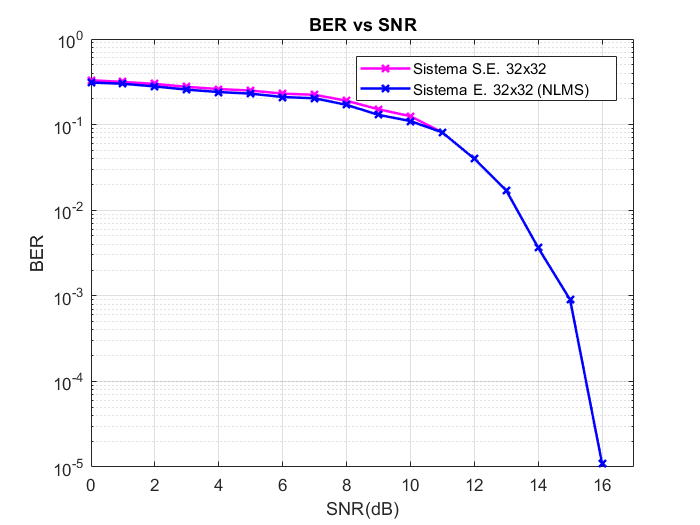 BER vs SNR
Sistema S.E. 32x32
Sistema E. 32x32 (NLMS)
BER
10^0
10^-1
10^-2
10^-3
10^-4
10^-5
0 2 4 6 8 10 12 14 16
SNR(dB)